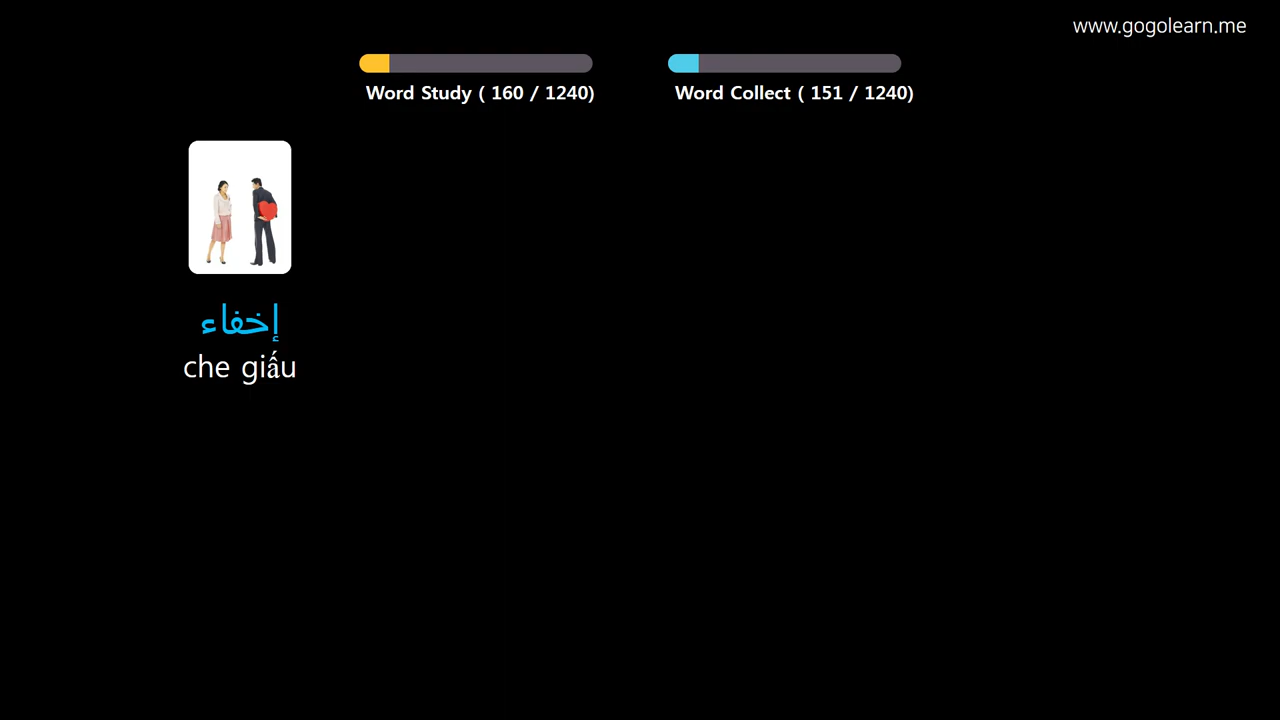 www.gogolearn.me
Word Study ( 160 / 1240)
Word Collect ( 151 / 1240)
إخفاء
che giấu